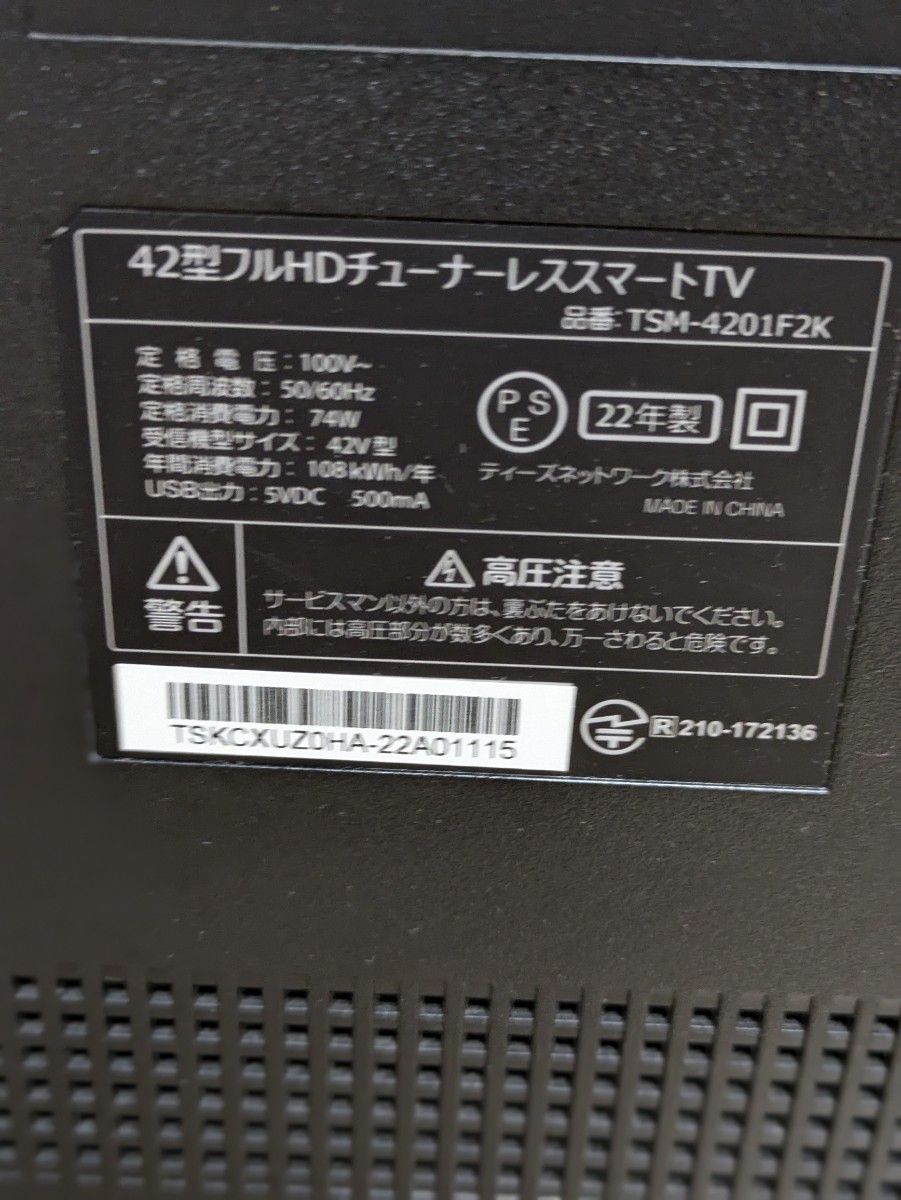 42型フルHDチューナーレススマートTV
品番: TSM-4201F2K
定格電圧：100V~
定格周波数：50/60Hz
定格消費電力：74W
受信機型サイズ：42V型
年間消費電力：108kWh/年
USB出力：5VDC 500mA
PSE
22年製
ティーズネットワーク株式会社
MADE IN CHINA
警告
高圧注意
サービスマン以外の方は、裏ぶたをあけないでください。
内部には高圧部分が数多くあり、万一さわると危険です。
TSKCXUZ0HA-22A01115
R 210-172136